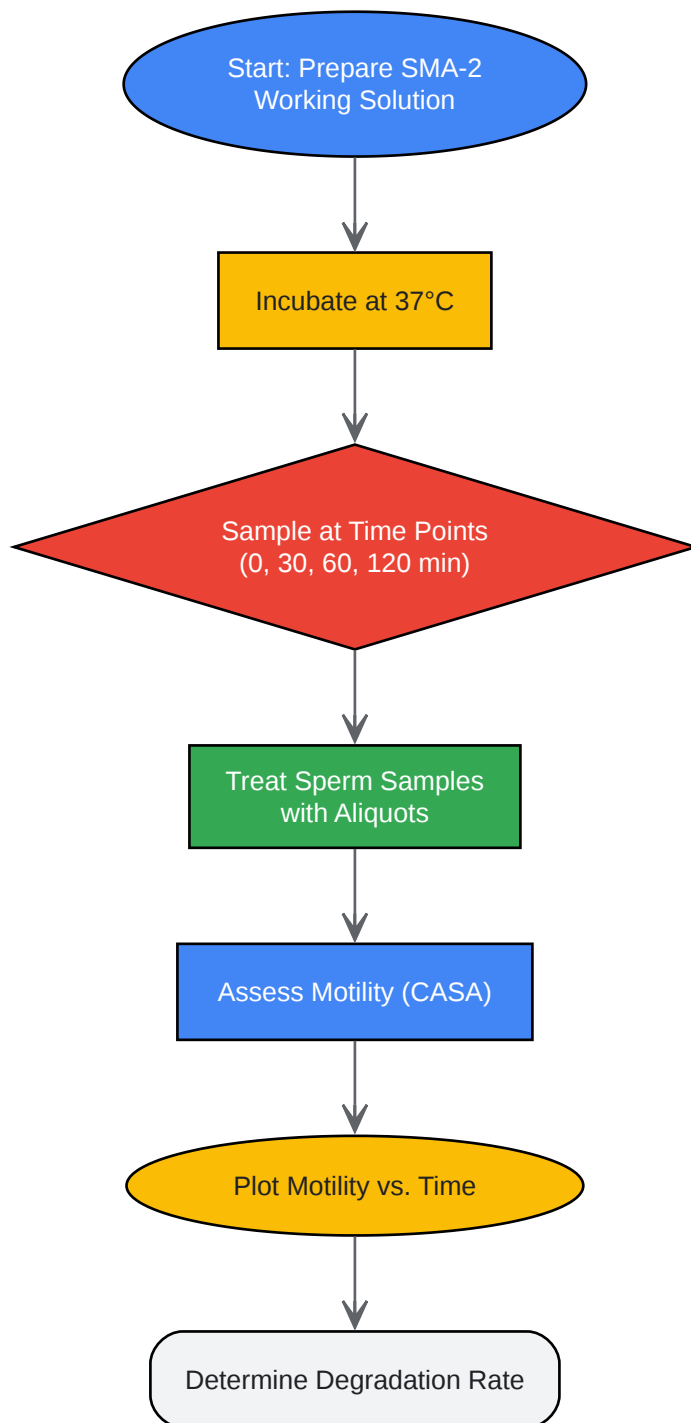 Start: Prepare SMA-2
Working Solution
Incubate at 37°C
Sample at Time Points
(0, 30, 60, 120 min)
Treat Sperm Samples
with Aliquots
Assess Motility (CASA)
Plot Motility vs. Time
Determine Degradation Rate